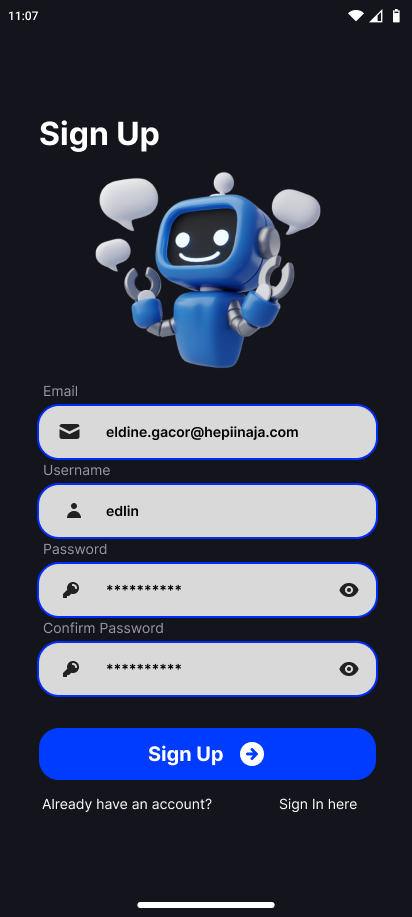 11:07
Sign Up
Email
eldine.gacor@hepiinaja.com
Username
edlin
Password
**********
Confirm Password
**********
Sign Up
Already have an account? Sign In here